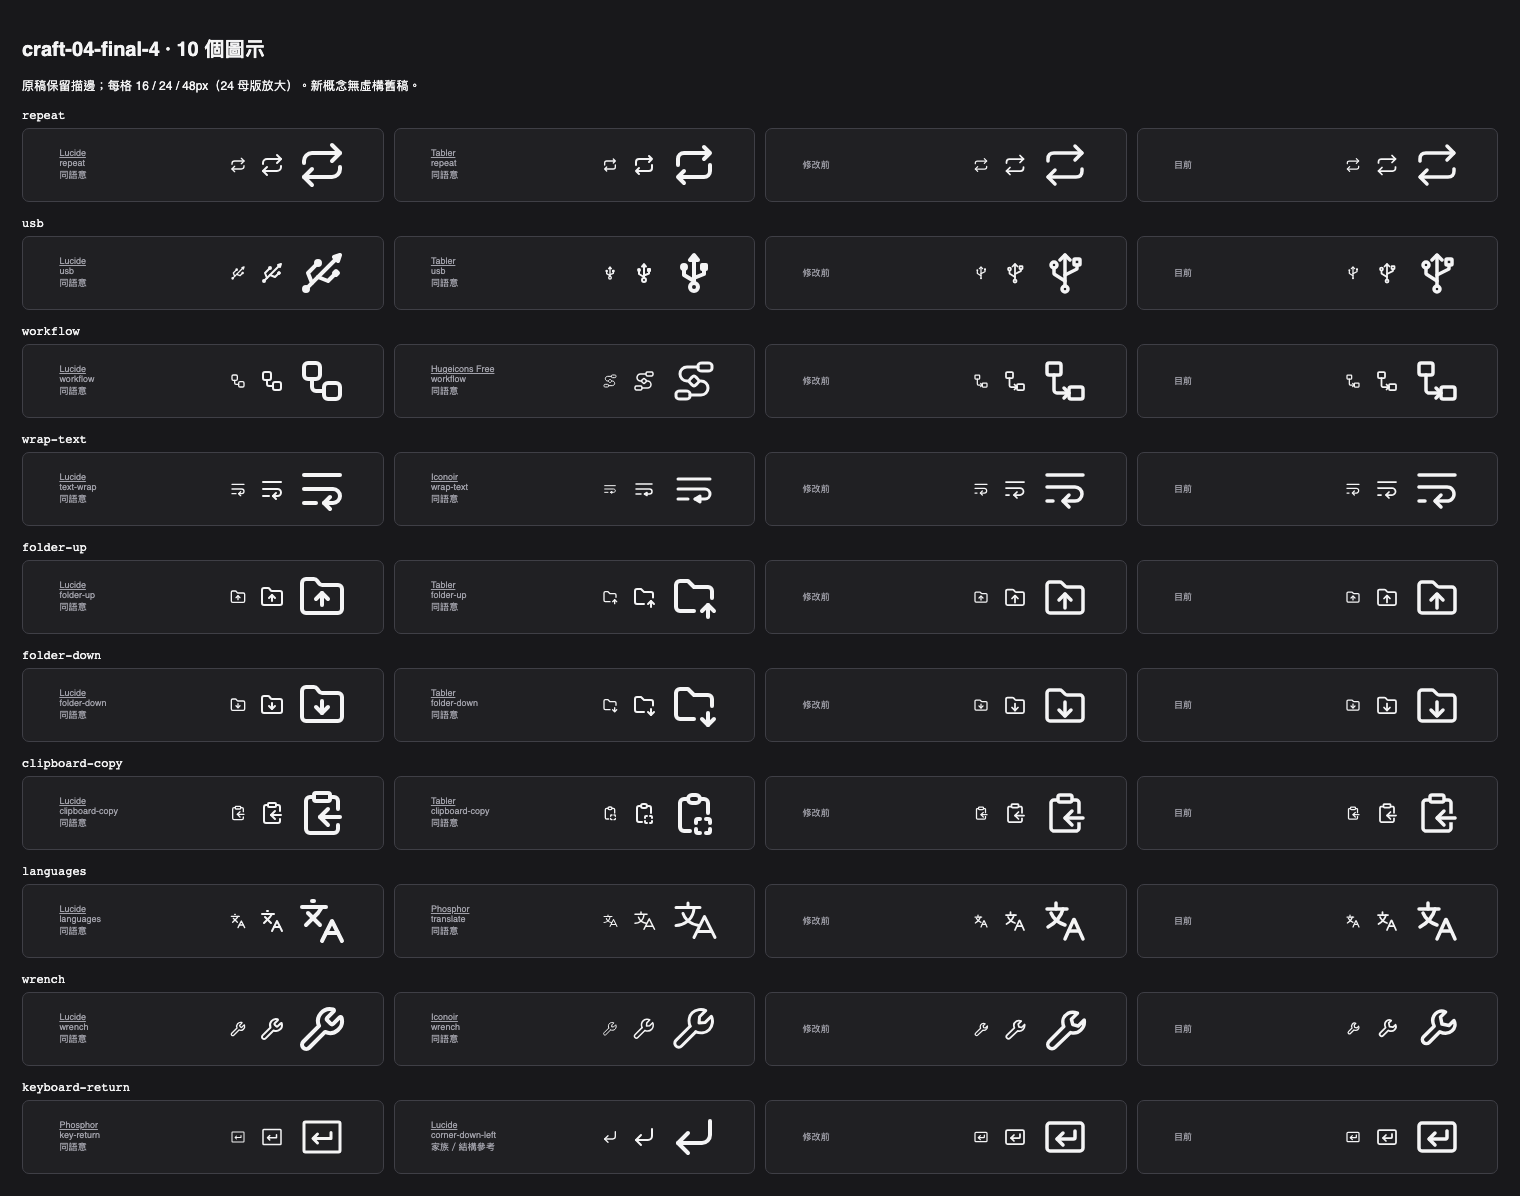 craft-04-final-4 · 10 個圖示
原稿保留描邊；每格 16 / 24 / 48px（24 母版放大）。新概念無虛構舊稿。
repeat
Lucide
repeat
同語意
Tabler
repeat
同語意
修改前
目前
usb
Lucide
usb
同語意
Tabler
usb
同語意
修改前
目前
workflow
Lucide
workflow
同語意
Hugeicons Free
workflow
同語意
修改前
目前
wrap-text
Lucide
text-wrap
同語意
Iconoir
wrap-text
同語意
修改前
目前
folder-up
Lucide
folder-up
同語意
Tabler
folder-up
同語意
修改前
目前
folder-down
Lucide
folder-down
同語意
Tabler
folder-down
同語意
修改前
目前
clipboard-copy
Lucide
clipboard-copy
同語意
Tabler
clipboard-copy
同語意
修改前
目前
languages
Lucide
languages
同語意
Phosphor
translate
同語意
修改前
目前
wrench
Lucide
wrench
同語意
Iconoir
wrench
同語意
修改前
目前
keyboard-return
Phosphor
key-return
同語意
Lucide
corner-down-left
家族 / 結構參考
修改前
目前